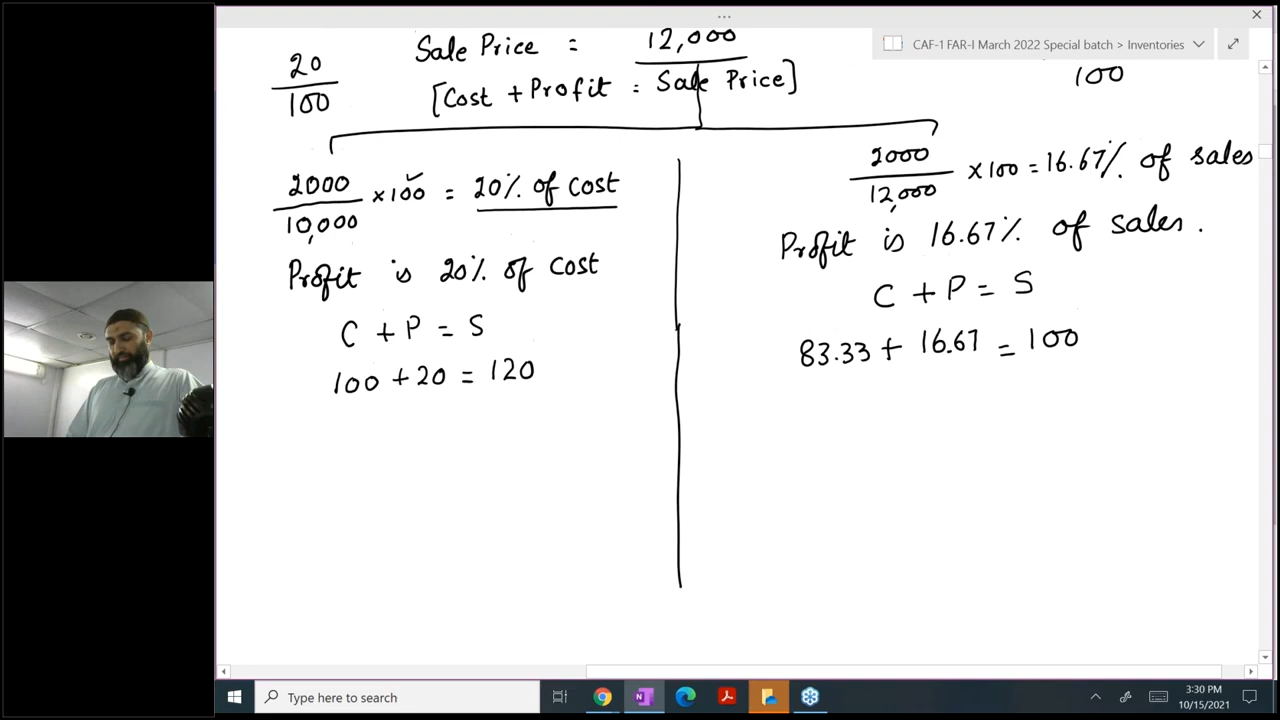 CAF-1 FAR-I March 2022 Special batch > Inventories
Sale Price = 12,000
20
100
[Cost + Profit = Sale Price]
100
2000
10,000
×100 = 20% of cost
Profit is 20% of cost
C + P = S
100 + 20 = 120
2000
12,000
×100 = 16.67% of sales
Profit is 16.67% of sales.
C + P = S
83.33 + 16.67 = 100
Type here to search
3:30 PM
10/15/2021